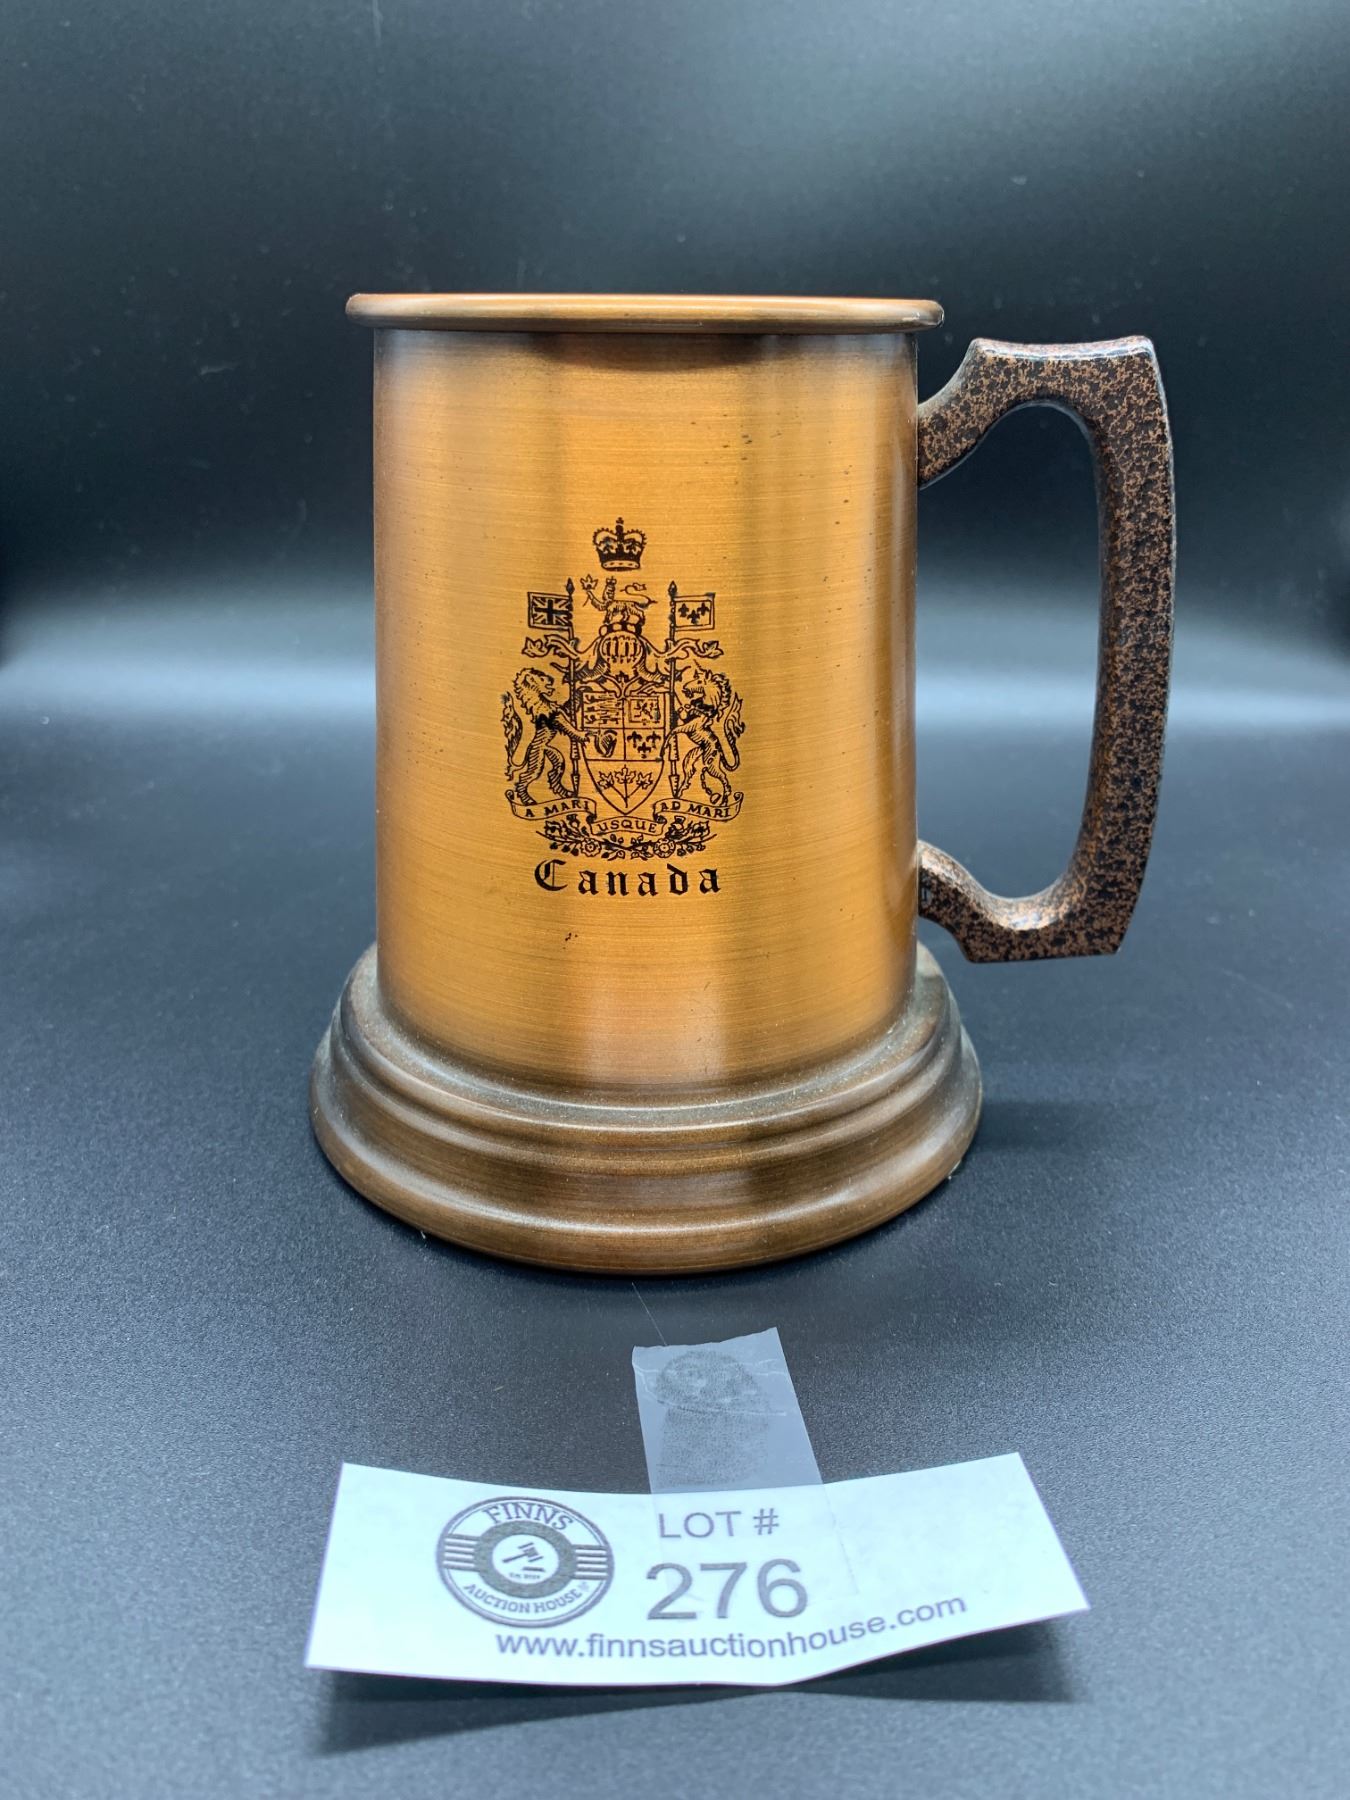 A MARI USQUE AD MARI
Canada
FINNS
AUCTION HOUSE
LOT #
276
www.finnsauctionhouse.com